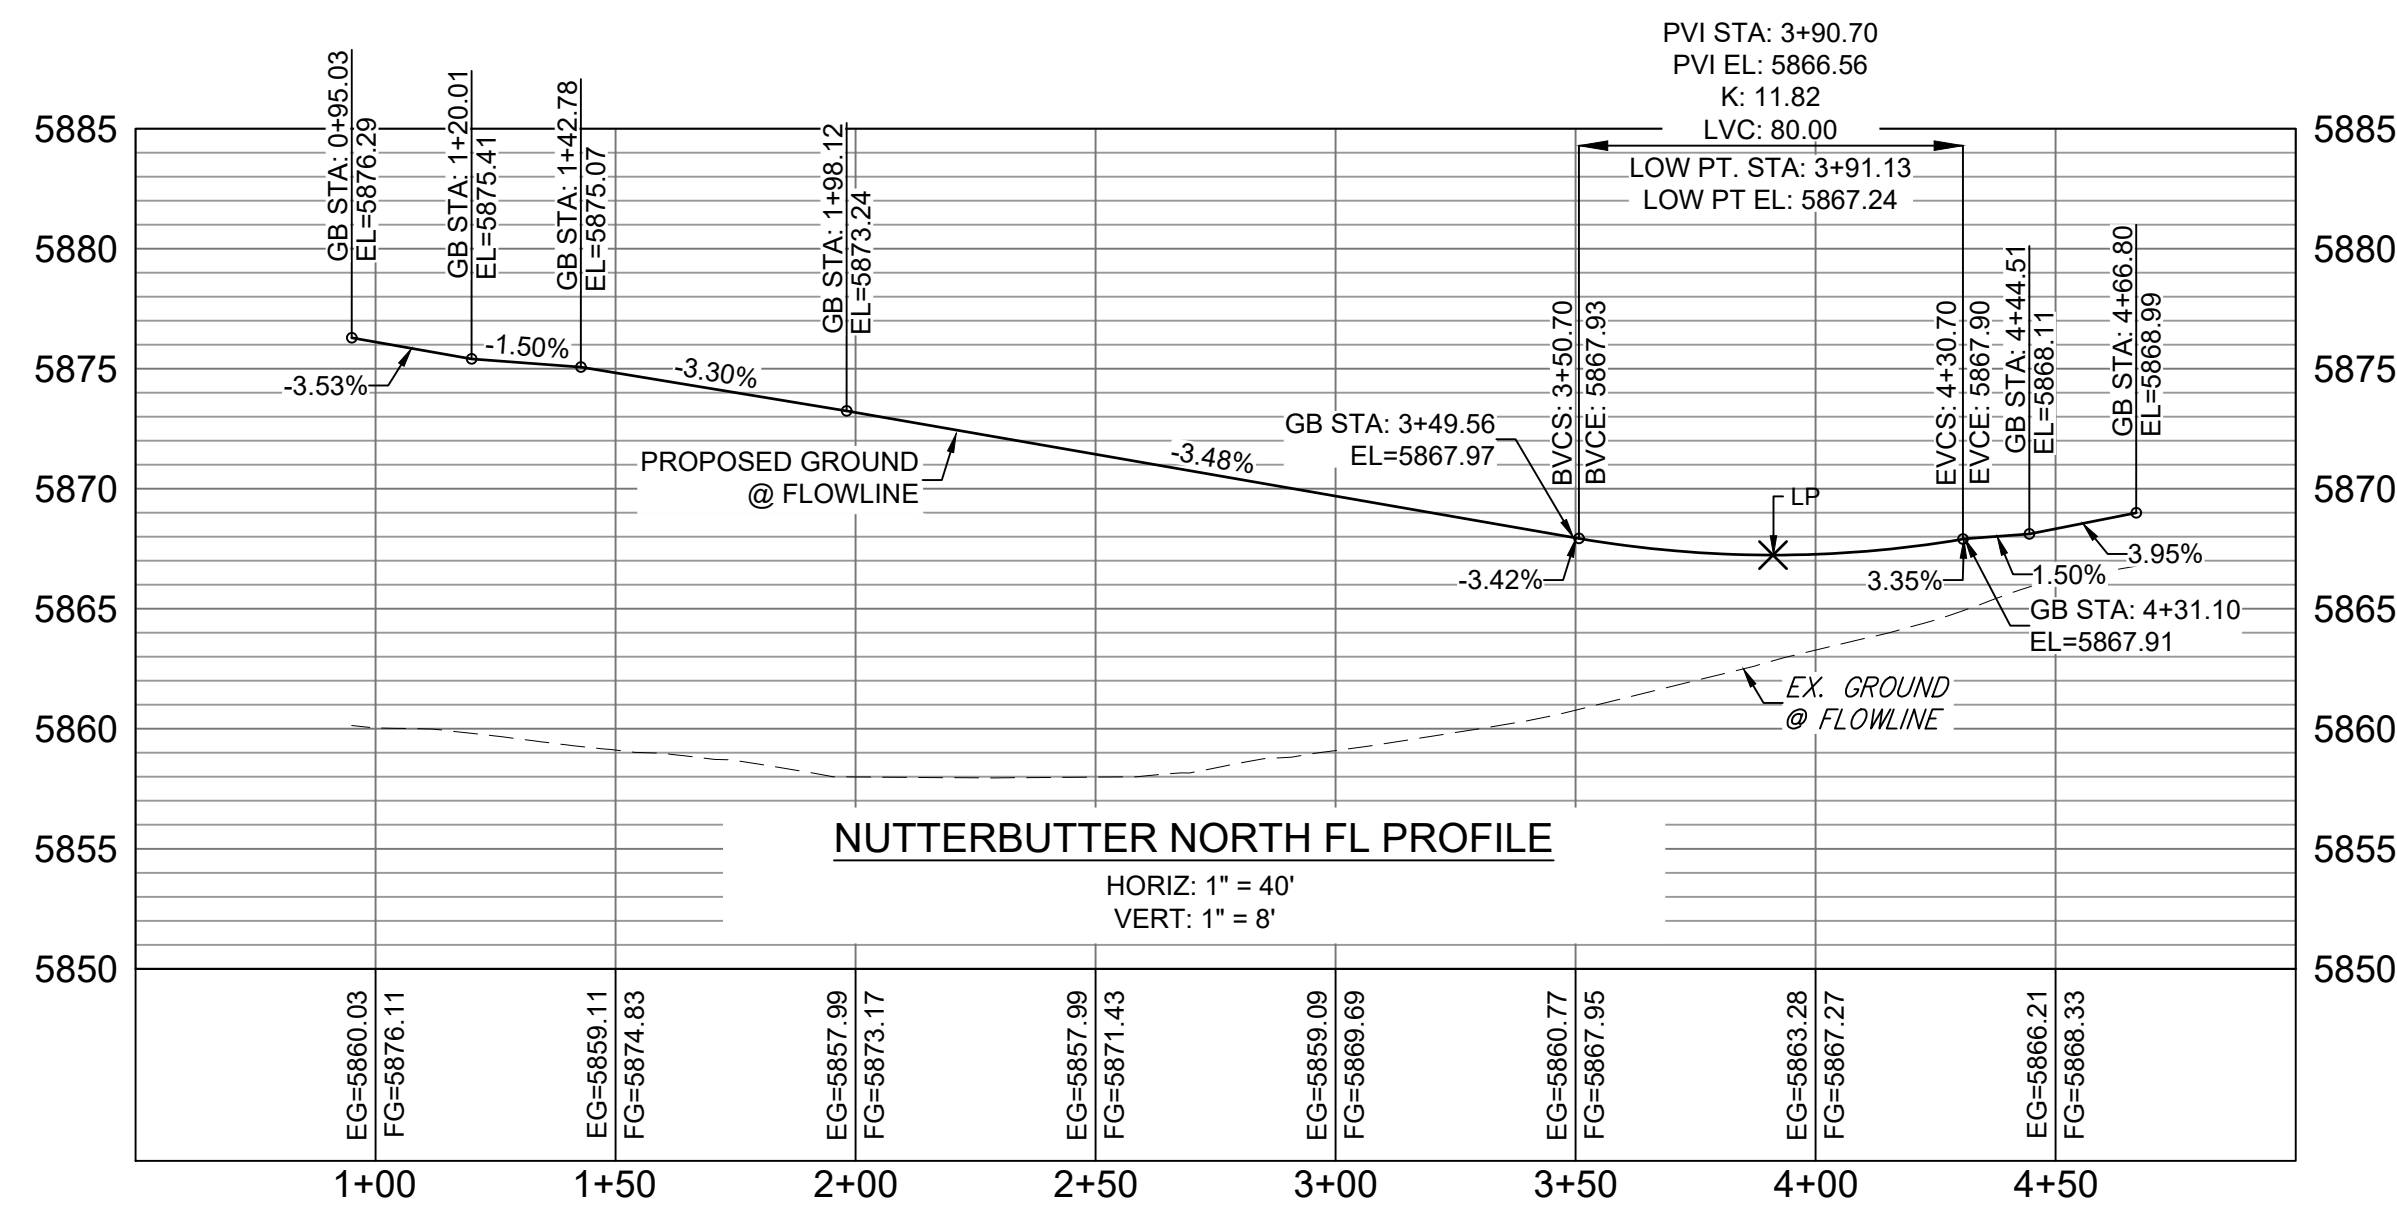 PVI STA: 3+90.70
PVI EL: 5866.56
K: 11.82
LVC: 80.00
LOW PT. STA: 3+91.13
LOW PT EL: 5867.24
GB STA: 0+95.03
EL=5876.29
GB STA: 1+20.01
EL=5875.41
GB STA: 1+42.78
EL=5875.07
GB STA: 1+98.12
EL=5873.24
BVCS: 3+50.70
BVCE: 5867.93
EVCS: 4+30.70
EVCE: 5867.90
GB STA: 4+44.51
EL=5868.11
GB STA: 4+66.80
EL=5868.99
5885
5880
5875
5870
5865
5860
5855
5850
5885
5880
5875
5870
5865
5860
5855
5850
-3.53%
-1.50%
-3.30%
-3.48%
PROPOSED GROUND
@ FLOWLINE
GB STA: 3+49.56
EL=5867.97
LP
-3.42%
3.35%
1.50%
3.95%
GB STA: 4+31.10
EL=5867.91
EX. GROUND
@ FLOWLINE
NUTTERBUTTER NORTH FL PROFILE
HORIZ: 1" = 40'
VERT: 1" = 8'
EG=5860.03
FG=5876.11
EG=5859.11
FG=5874.83
EG=5857.99
FG=5873.17
EG=5857.99
FG=5871.43
EG=5859.09
FG=5869.69
EG=5860.77
FG=5867.95
EG=5863.28
FG=5867.27
EG=5866.21
FG=5868.33
1+00
1+50
2+00
2+50
3+00
3+50
4+00
4+50